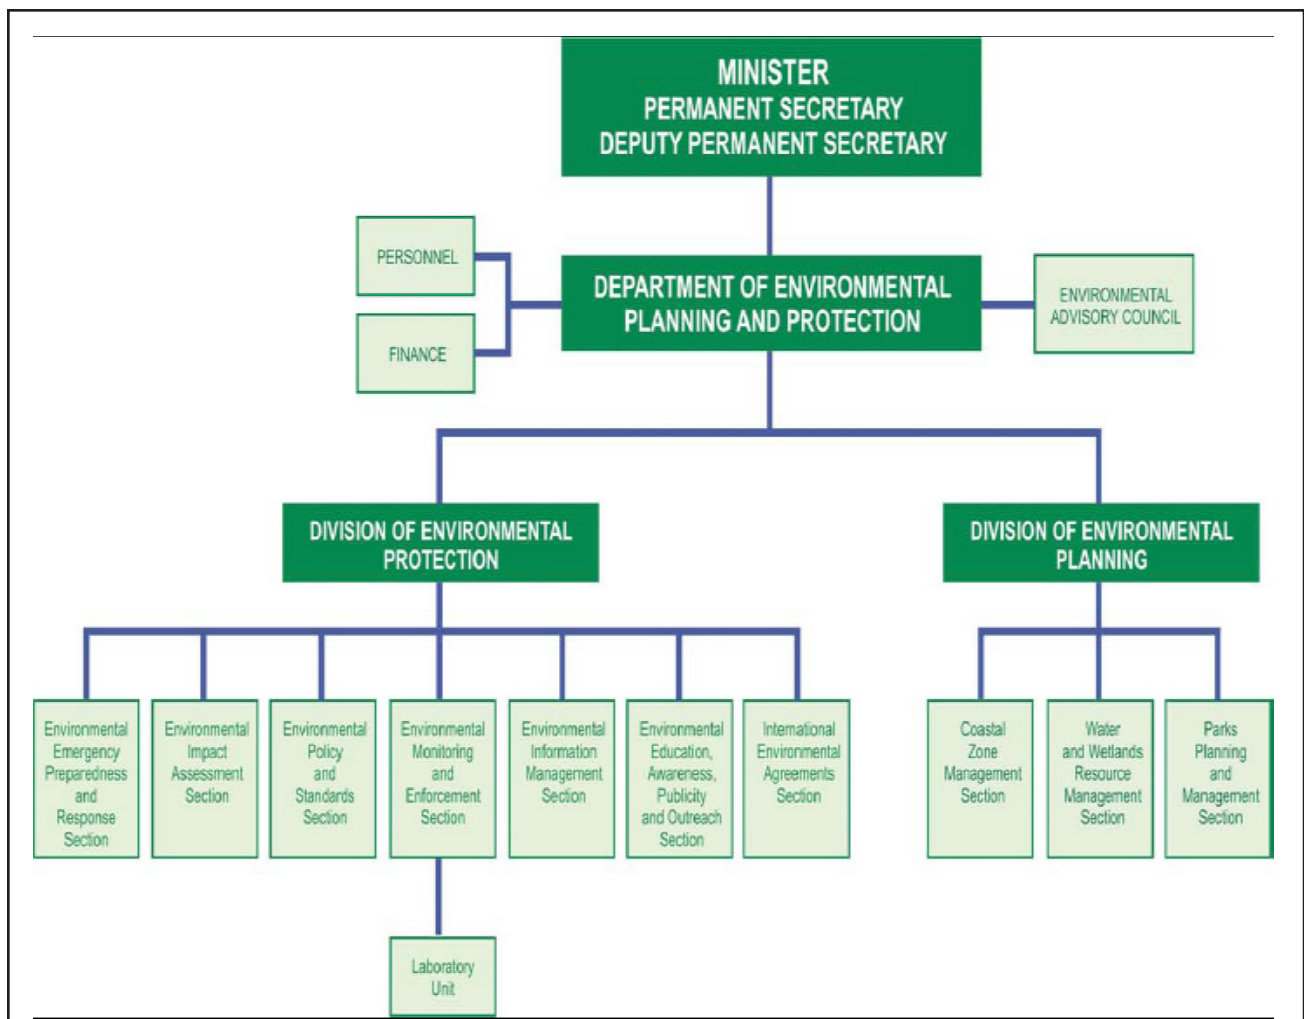 MINISTER
PERMANENT SECRETARY
DEPUTY PERMANENT SECRETARY
PERSONNEL
FINANCE
DEPARTMENT OF ENVIRONMENTAL
PLANNING AND PROTECTION
ENVIRONMENTAL
ADVISORY COUNCIL
DIVISION OF ENVIRONMENTAL
PROTECTION
DIVISION OF ENVIRONMENTAL
PLANNING
Environmental
Emergency
Preparedness
and
Response
Section
Environmental
Impact
Assessment
Section
Environmental
Policy
and
Standards
Section
Environmental
Monitoring
and
Enforcement
Section
Environmental
Information
Management
Section
Environmental
Education,
Awareness,
Publicity
and Outreach
Section
International
Environmental
Agreements
Section
Coastal
Zone
Management
Section
Water
and Wetlands
Resource
Management
Section
Parks
Planning
and
Management
Section
Laboratory
Unit